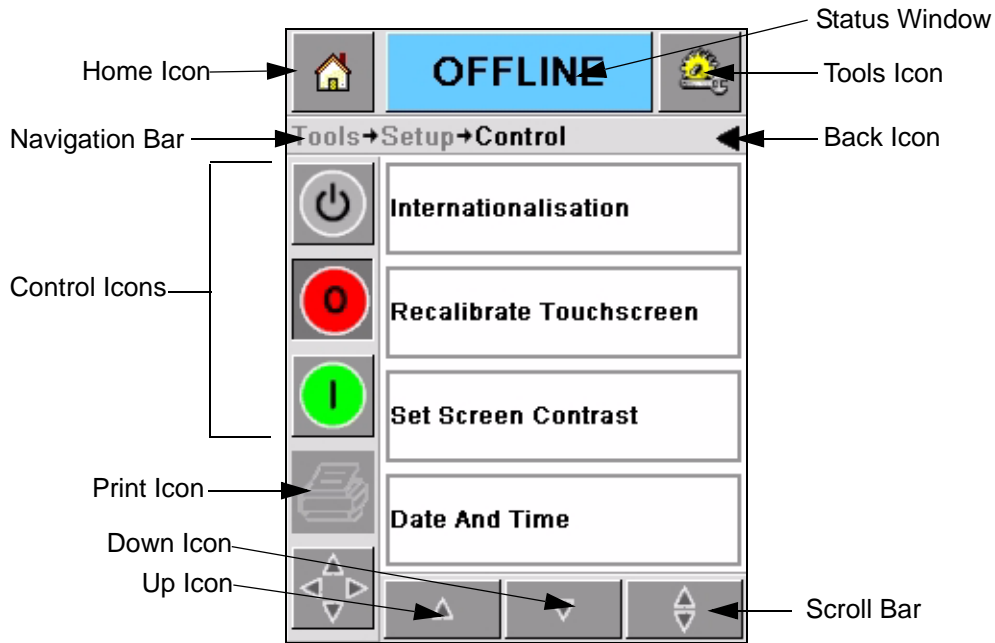 Status Window
Home Icon
OFFLINE
Tools Icon
Navigation Bar
Tools→Setup→Control
Back Icon
Internationalisation
Control Icons
O
Recalibrate Touchscreen
I
Set Screen Contrast
Print Icon
Date And Time
Down Icon
Up Icon
Scroll Bar